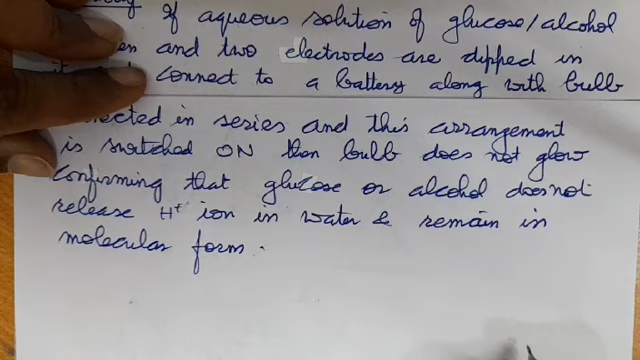 If aqueous solution of glucose/alcohol
and two electrodes are dipped in
connect to a battery along with bulb
in series and this arrangement
is switched ON then bulb does not glow
confirming that glucose or alcohol does not
release H+ ion in water & remain in
molecular form.